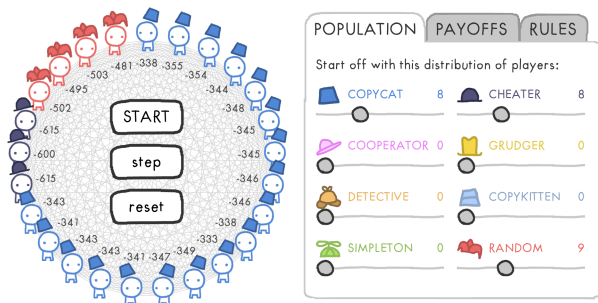 POPULATION
PAYOFFS
RULES
Start off with this distribution of players:
COPYCAT 8
CHEATER 8
COOPERATOR 0
GRUDGER 0
DETECTIVE 0
COPYKITTEN 0
SIMPLETON 0
RANDOM 9
START
step
reset
-338
-355
-354
-344
-348
-345
-345
-346
-346
-338
-333
-349
-347
-341
-343
-343
-341
-343
-615
-600
-615
-502
-495
-503
-481